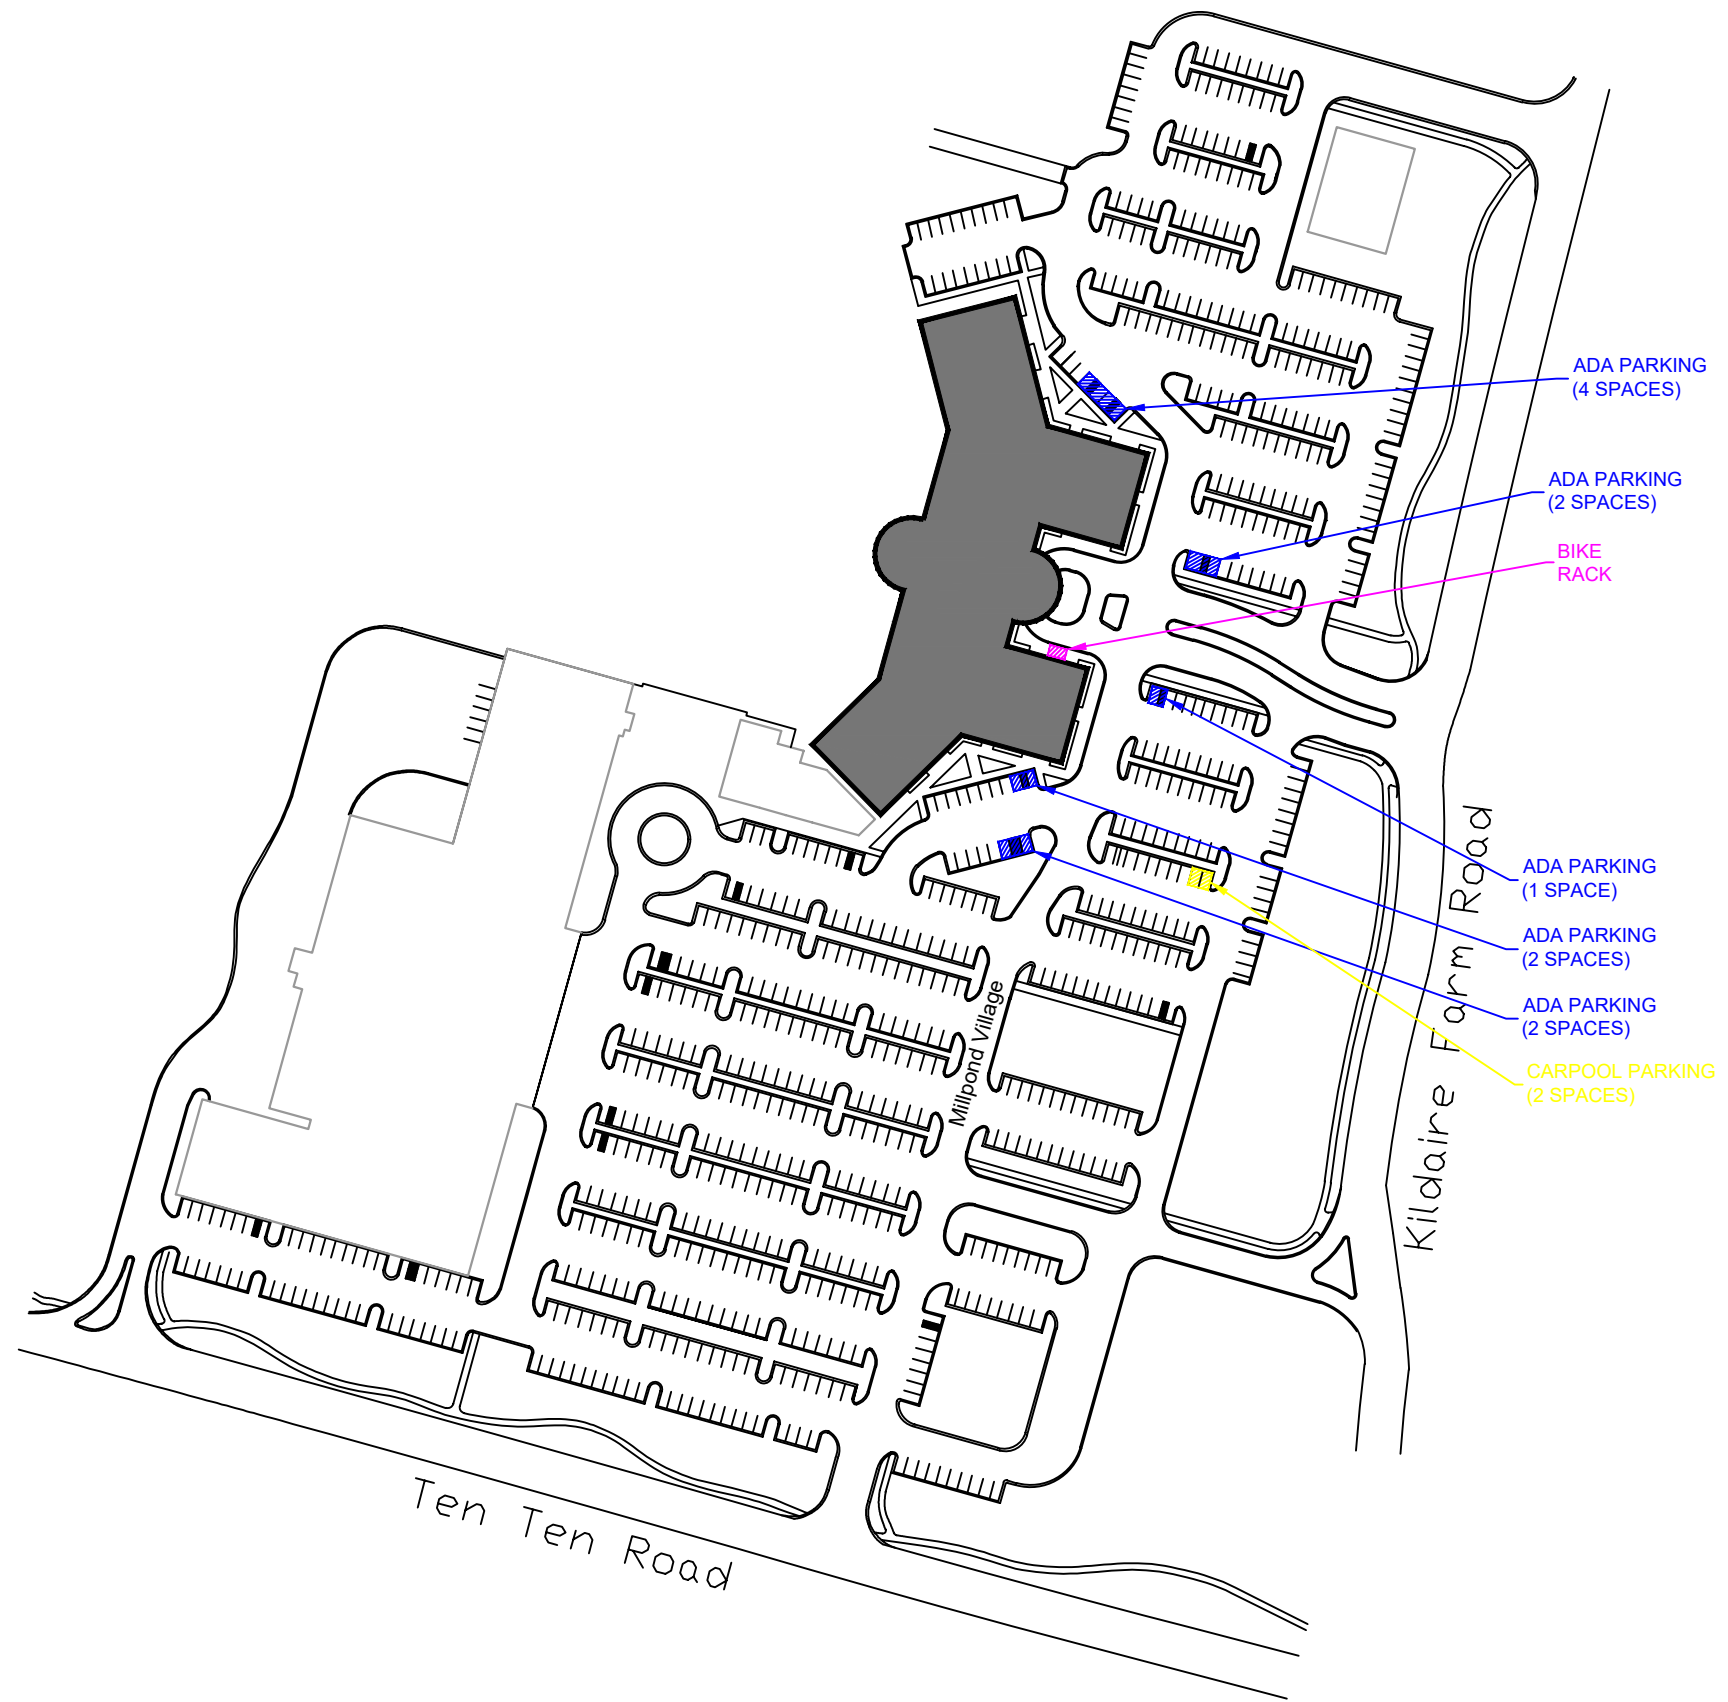 ADA PARKING
(4 SPACES)
ADA PARKING
(2 SPACES)
BIKE
RACK
ADA PARKING
(1 SPACE)
ADA PARKING
(2 SPACES)
ADA PARKING
(2 SPACES)
CARPOOL PARKING
(2 SPACES)
Kildaire Farm Road
Millpond Village
Ten Ten Road